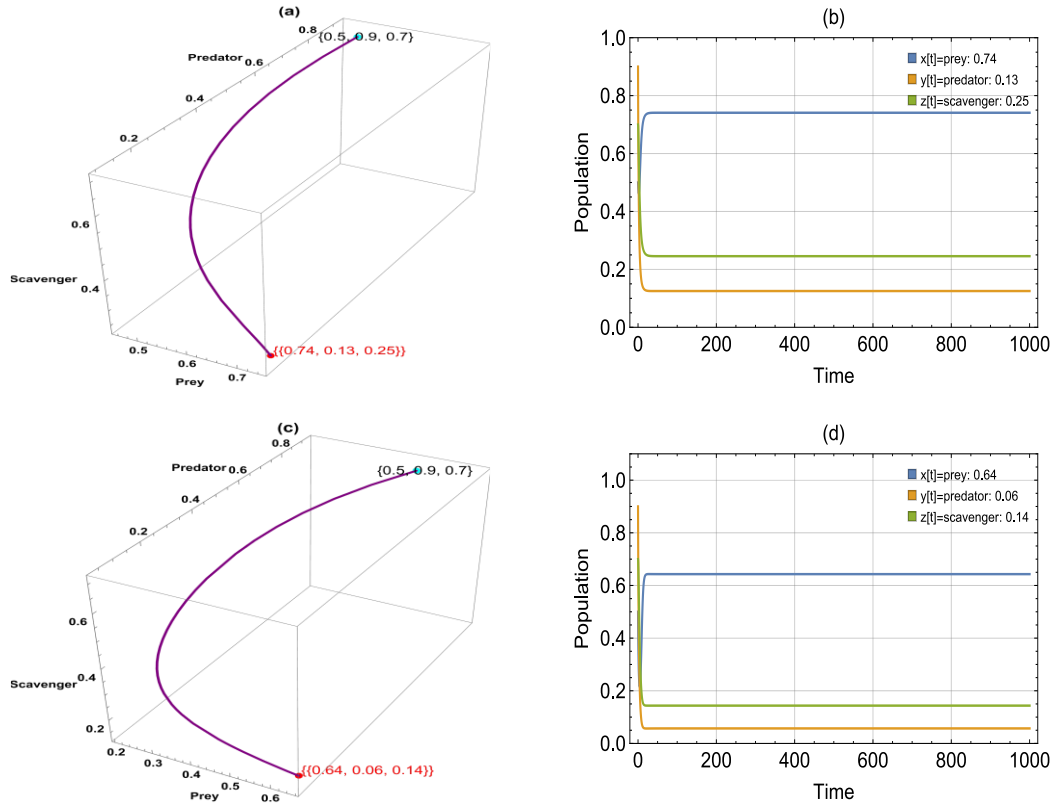 (a)
{0.5, 0.9, 0.7}
Predator
0.8
0.6
0.4
0.2
0.6
Scavenger
0.4
0.5
0.6
0.7
Prey
{{0.74, 0.13, 0.25}}
(b)
1.0
0.8
0.6
0.4
0.2
0.0
Population
x[t]=prey: 0.74
y[t]=predator: 0.13
z[t]=scavenger: 0.25
0 200 400 600 800 1000
Time
(c)
{0.5, 0.9, 0.7}
Predator
0.8
0.6
0.4
0.2
0.6
0.4
Scavenger
0.2
0.2
0.3
0.4
0.5
0.6
Prey
{{0.64, 0.06, 0.14}}
(d)
1.0
0.8
0.6
0.4
0.2
0.0
Population
x[t]=prey: 0.64
y[t]=predator: 0.06
z[t]=scavenger: 0.14
0 200 400 600 800 1000
Time